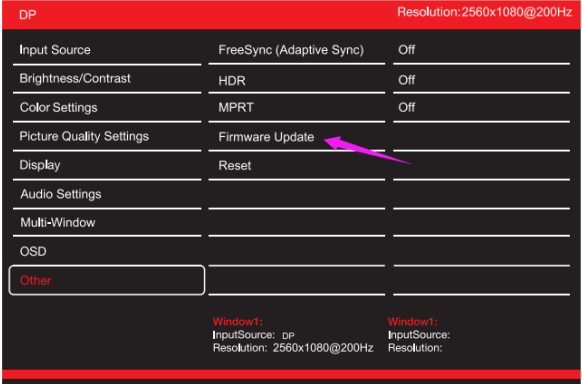 DP Resolution:2560x1080@200Hz
Input Source FreeSync (Adaptive Sync) Off
Brightness/Contrast HDR Off
Color Settings MPRT Off
Picture Quality Settings Firmware Update
Display Reset
Audio Settings
Multi-Window
OSD
Other
Window1: Window1:
InputSource: DP InputSource:
Resolution: 2560x1080@200Hz Resolution: